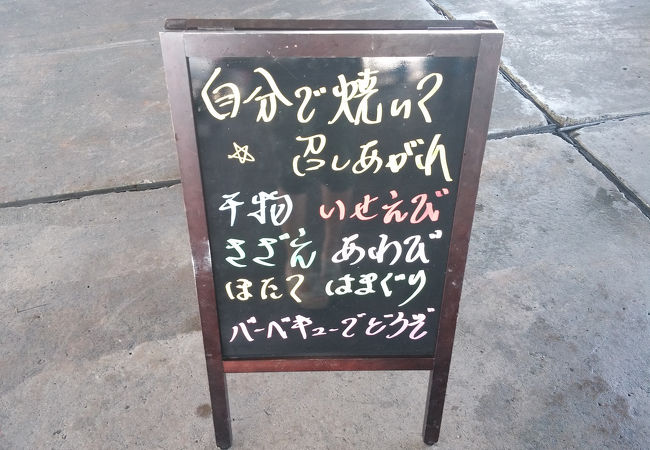 自分で焼いて
☆ 召しあがれ
干物 いせえび
さざえ あわび
ほたて はまぐり
バーベキューでどうぞ